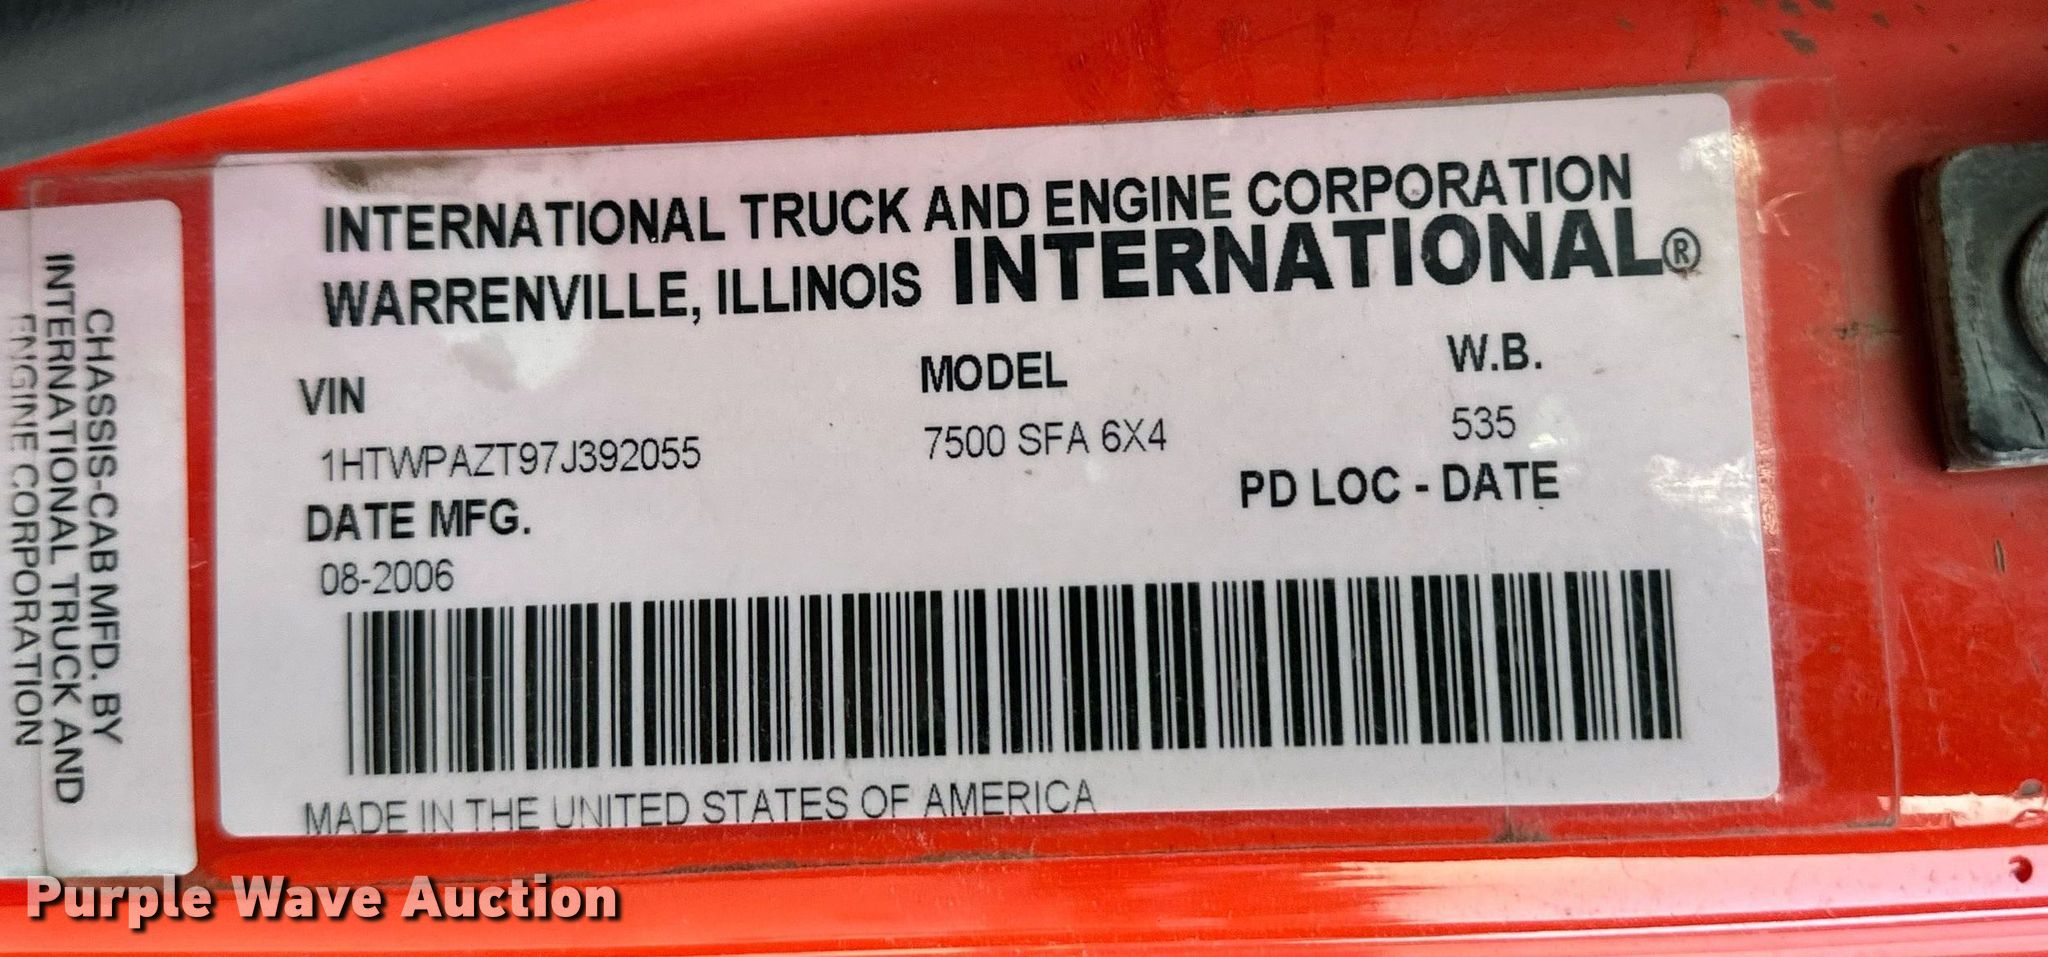 CHASSIS-CAB MFD. BY
INTERNATIONAL TRUCK AND
ENGINE CORPORATION
INTERNATIONAL TRUCK AND ENGINE CORPORATION
WARRENVILLE, ILLINOIS INTERNATIONAL®
VIN MODEL W.B.
1HTWPAZT97J392055 7500 SFA 6X4 535
DATE MFG. PD LOC - DATE
08-2006
MADE IN THE UNITED STATES OF AMERICA
Purple Wave Auction